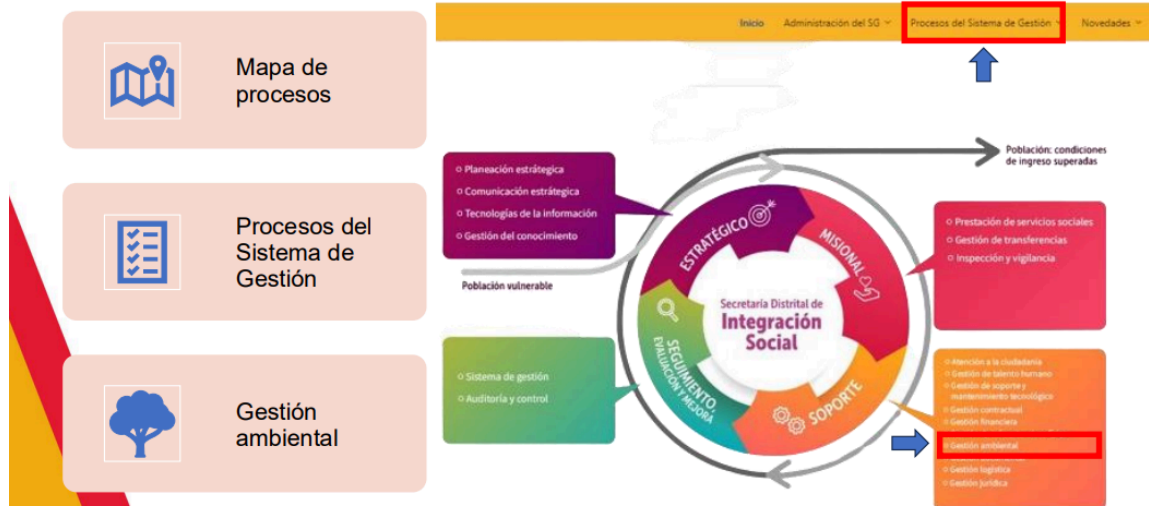 Mapa de
procesos
Procesos del
Sistema de
Gestión
Gestión
ambiental
Inicio
Administración del SG
Procesos del Sistema de Gestión
Novedades
Población: condiciones
de ingreso superadas
Planeación estrátegica
Comunicación estrátegica
Tecnologías de la información
Gestión del conocimiento
Población vulnerable
ESTRATÉGICO
MISIONAL
Prestación de servicios sociales
Gestión de transferencias
Inspección y vigilancia
Secretaría Distrital de
Integración
Social
SEGUIMIENTO,
EVALUACIÓN Y MEJORA
SOPORTE
Sistema de gestión
Auditoría y control
Atención a la ciudadanía
Gestión de talento humano
Gestión de soporte y
mantenimiento tecnológico
Gestión contractual
Gestión financiera
Gestión ambiental
Gestión logística
Gestión jurídica